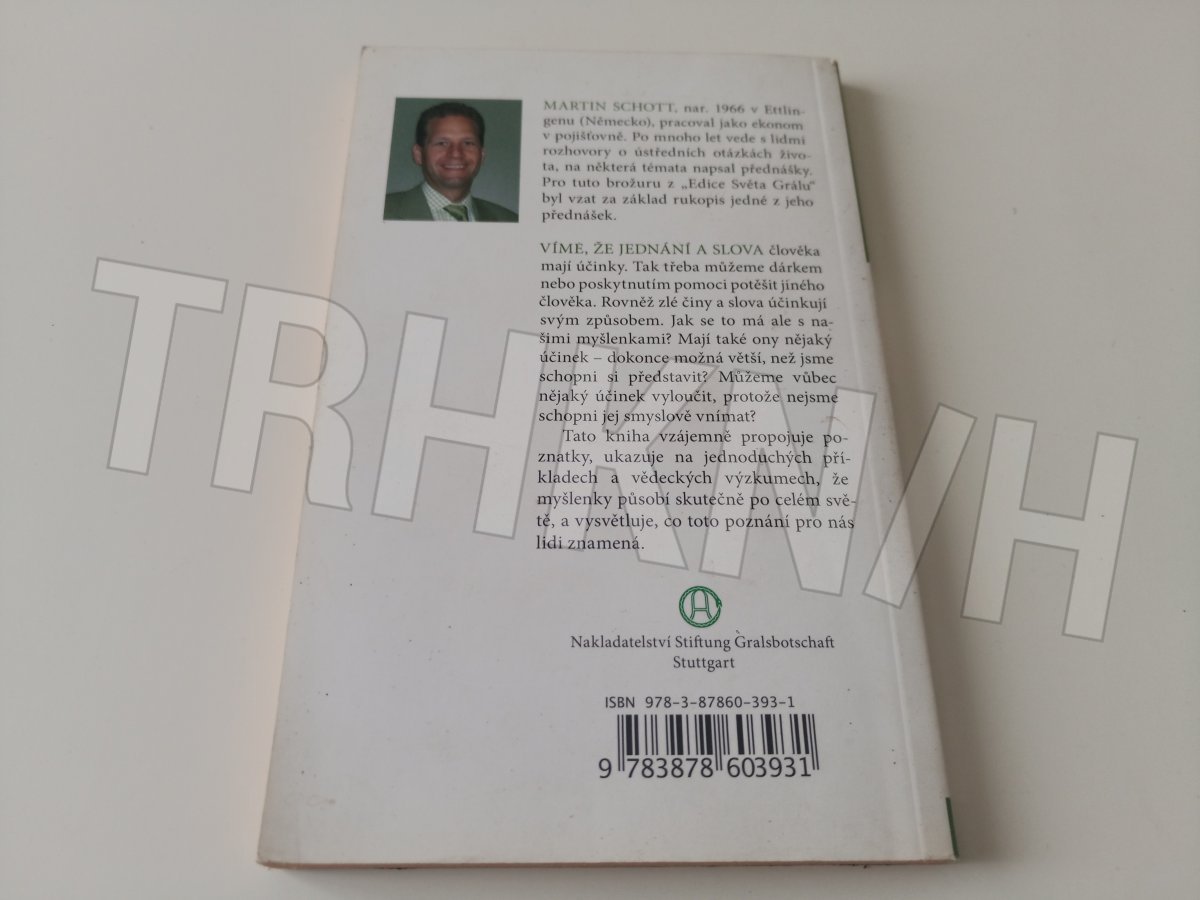 MARTIN SCHOTT, nar. 1966 v Ettlin-
genu (Německo), pracoval jako ekonom
v pojišťovně. Po mnoho let vede s lidmi
rozhovory o ústředních otázkách živo-
ta, na některá témata napsal přednášky.
Pro tuto brožuru z „Edice Světa Grálu“
byl vzat za základ rukopis jedné z jeho
přednášek.
VÍME, ŽE JEDNÁNÍ A SLOVA člověka
mají účinky. Tak třeba můžeme dárkem
nebo poskytnutím pomoci potěšit jiného
člověka. Rovněž zlé činy a slova účinkují
svým způsobem. Jak se to má ale s na-
šimi myšlenkami? Mají také ony nějaký
účinek – dokonce možná větší, než jsme
schopni si představit? Můžeme vůbec
nějaký účinek vyloučit, protože nejsme
schopni jej smyslově vnímat?
Tato kniha vzájemně propojuje po-
znatky, ukazuje na jednoduchých pří-
kladech a vědeckých výzkumech, že
myšlenky působí skutečně po celém svě-
tě, a vysvětluje, co toto poznání pro nás
lidi znamená.
Nakladatelství Stiftung Gralsbotschaft
Stuttgart
ISBN 978-3-87860-393-1
9 783878 603931
TRHKNIH